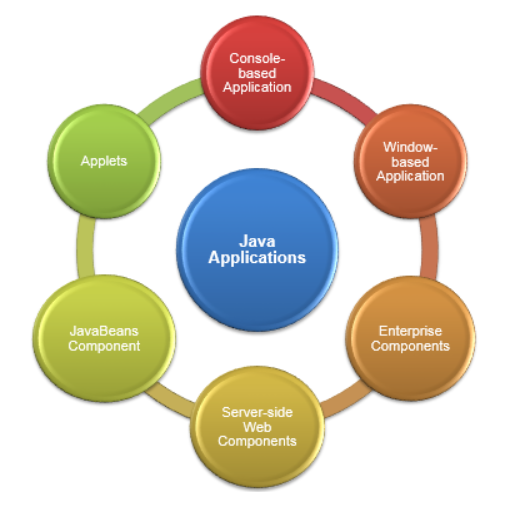 Console-
based
Application
Window-
based
Application
Enterprise
Components
Server-side
Web
Components
JavaBeans
Component
Applets
Java
Applications